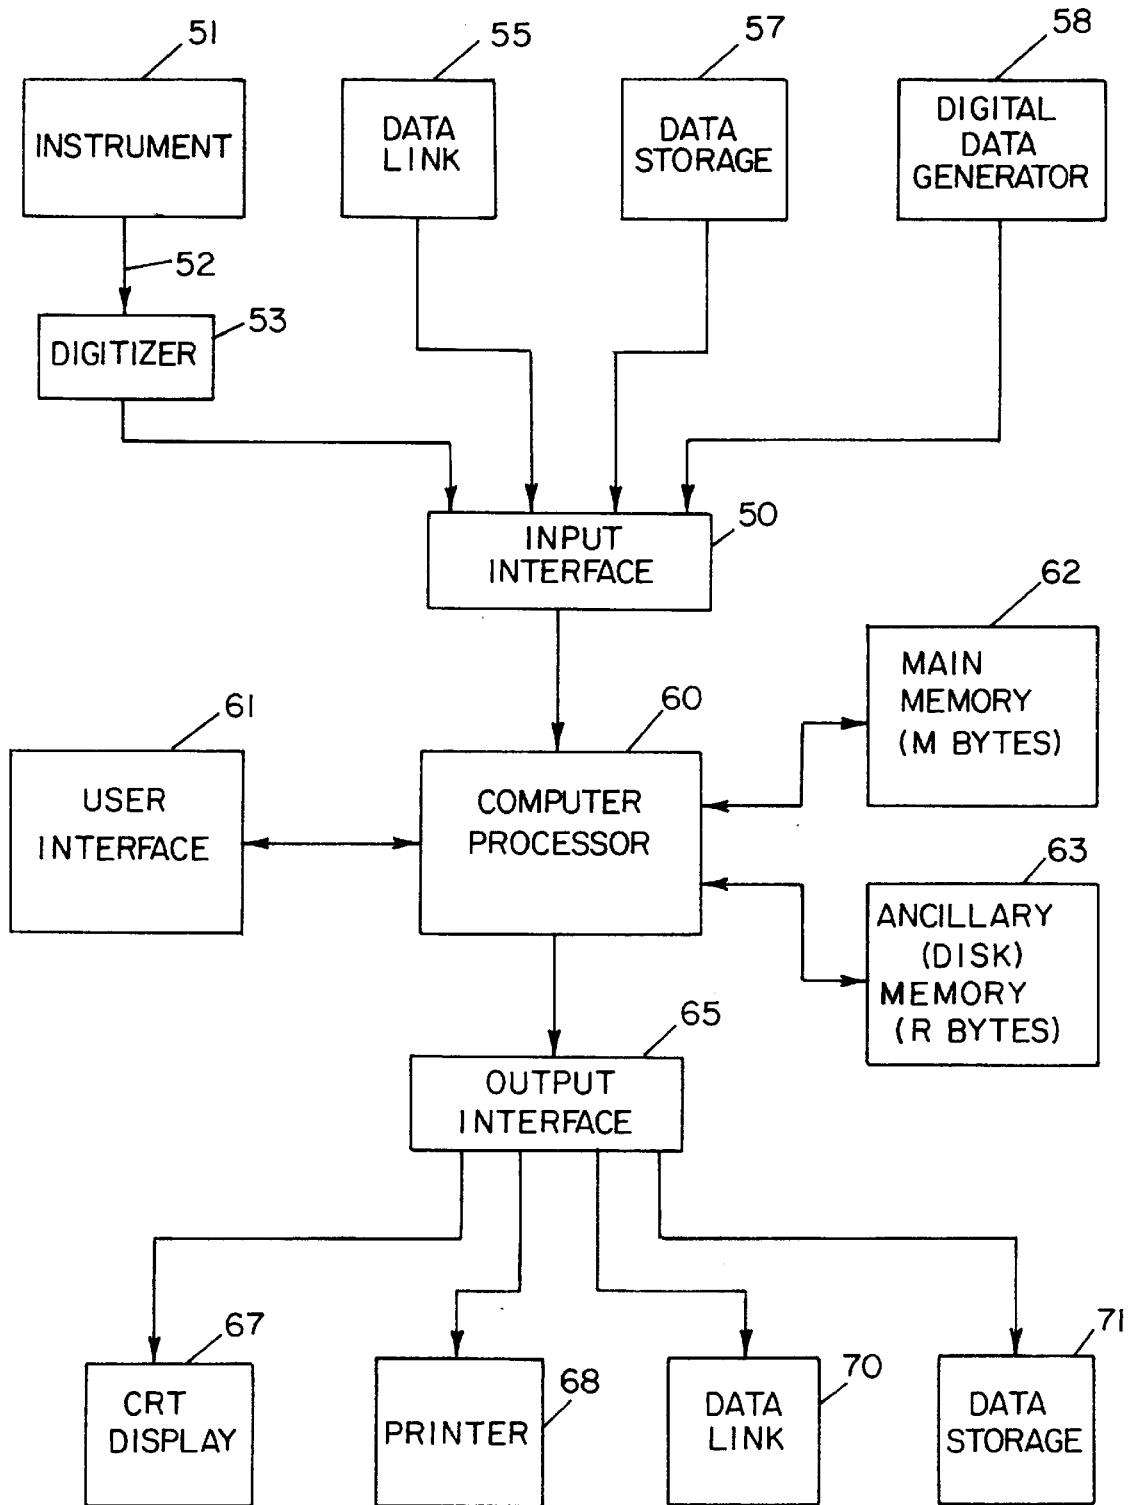 51
55
57
58
INSTRUMENT
DATA
LINK
DATA
STORAGE
DIGITAL
DATA
GENERATOR
52
53
DIGITIZER
50
INPUT
INTERFACE
62
MAIN
MEMORY
(M BYTES)
61
60
USER
INTERFACE
COMPUTER
PROCESSOR
63
ANCILLARY
(DISK)
MEMORY
(R BYTES)
65
OUTPUT
INTERFACE
67
68
70
71
CRT
DISPLAY
PRINTER
DATA
LINK
DATA
STORAGE